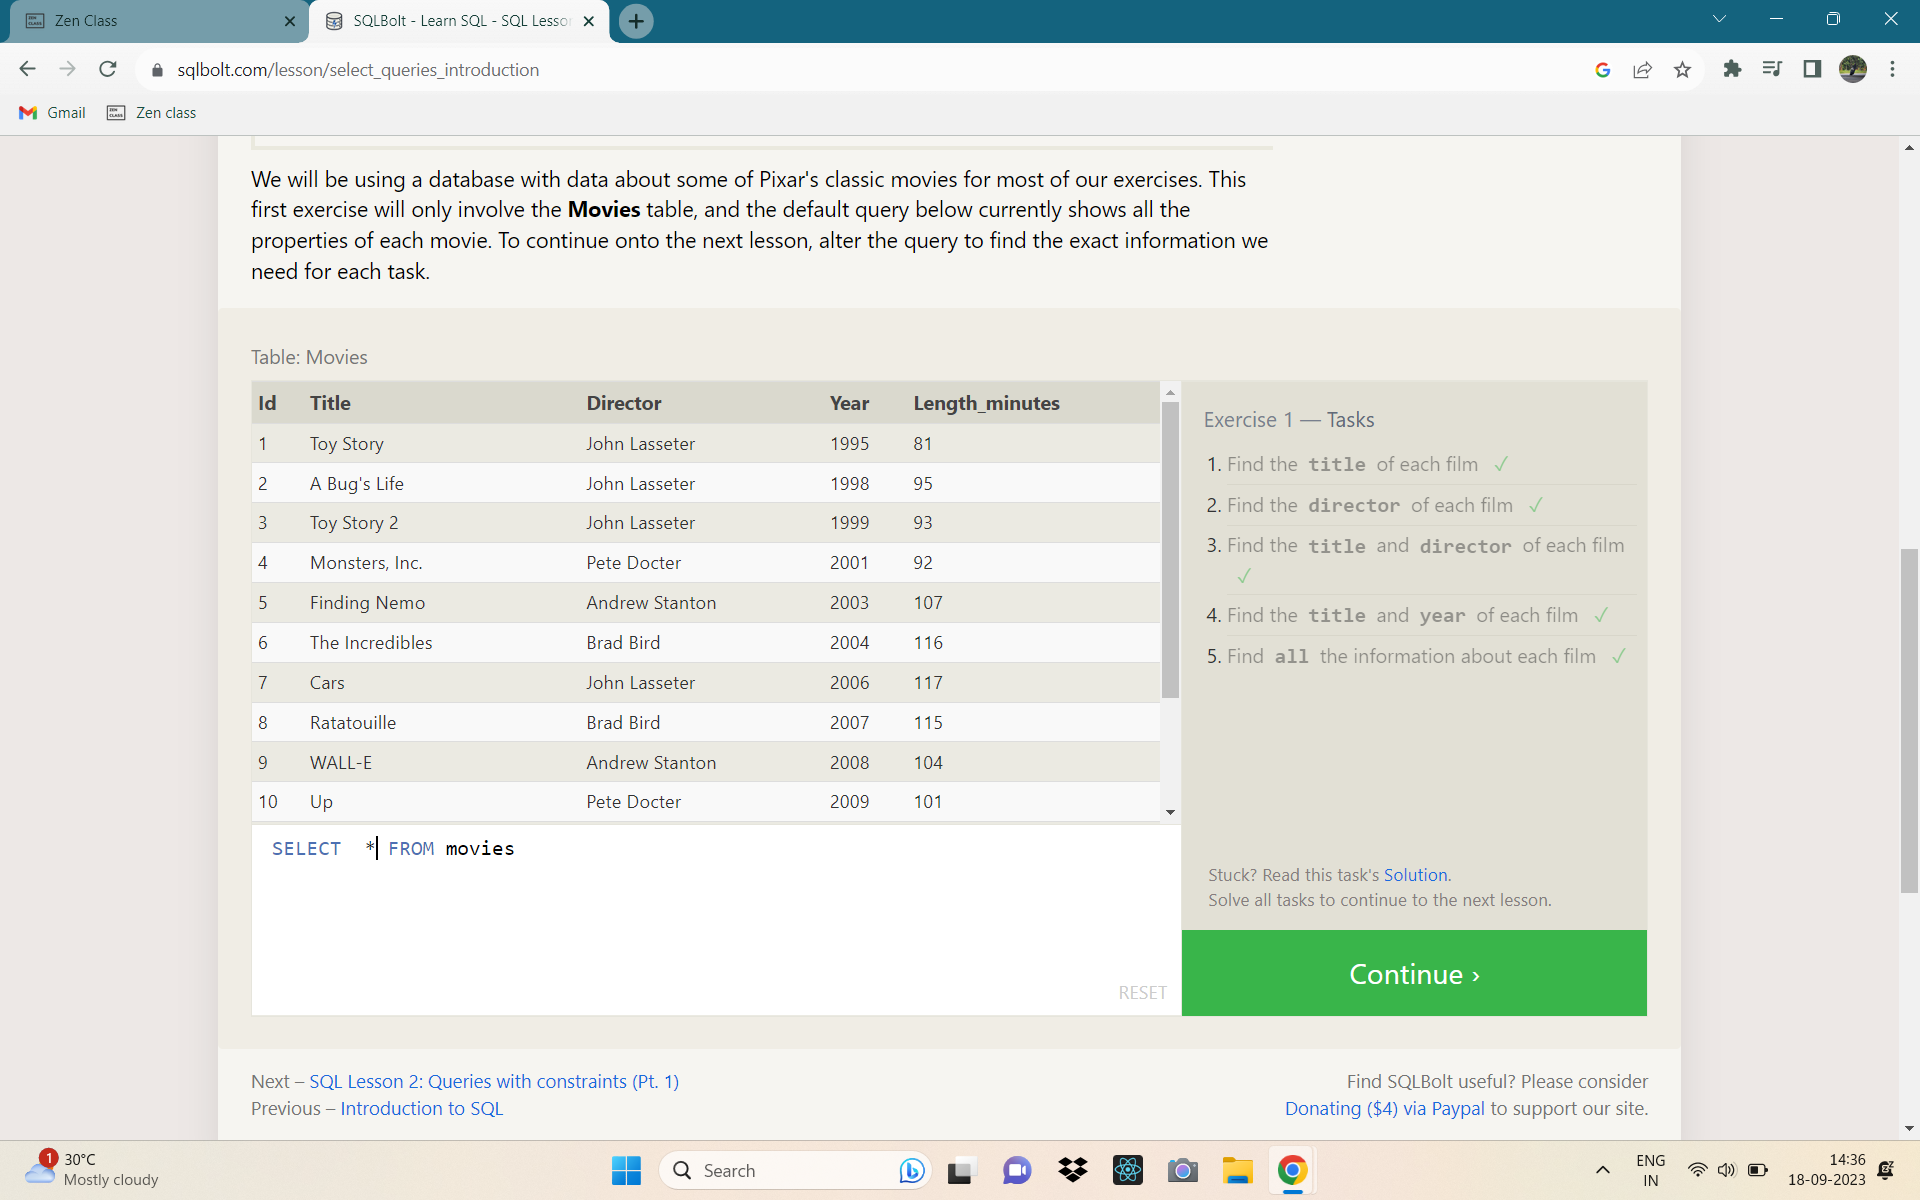 Zen Class
SQLBolt - Learn SQL - SQL Lesson
sqlbolt.com/lesson/select_queries_introduction
Gmail
Zen class
We will be using a database with data about some of Pixar's classic movies for most of our exercises. This
first exercise will only involve the Movies table, and the default query below currently shows all the
properties of each movie. To continue onto the next lesson, alter the query to find the exact information we
need for each task.
Table: Movies
Id Title Director Year Length_minutes
1 Toy Story John Lasseter 1995 81
2 A Bug's Life John Lasseter 1998 95
3 Toy Story 2 John Lasseter 1999 93
4 Monsters, Inc. Pete Docter 2001 92
5 Finding Nemo Andrew Stanton 2003 107
6 The Incredibles Brad Bird 2004 116
7 Cars John Lasseter 2006 117
8 Ratatouille Brad Bird 2007 115
9 WALL-E Andrew Stanton 2008 104
10 Up Pete Docter 2009 101
SELECT * FROM movies
RESET
Exercise 1 — Tasks
1. Find the title of each film ✓
2. Find the director of each film ✓
3. Find the title and director of each film
✓
4. Find the title and year of each film ✓
5. Find all the information about each film ✓
Stuck? Read this task's Solution.
Solve all tasks to continue to the next lesson.
Continue ›
Next – SQL Lesson 2: Queries with constraints (Pt. 1)
Previous – Introduction to SQL
Find SQLBolt useful? Please consider
Donating ($4) via Paypal to support our site.
1
30°C
Mostly cloudy
Search
ENG
IN
14:36
18-09-2023